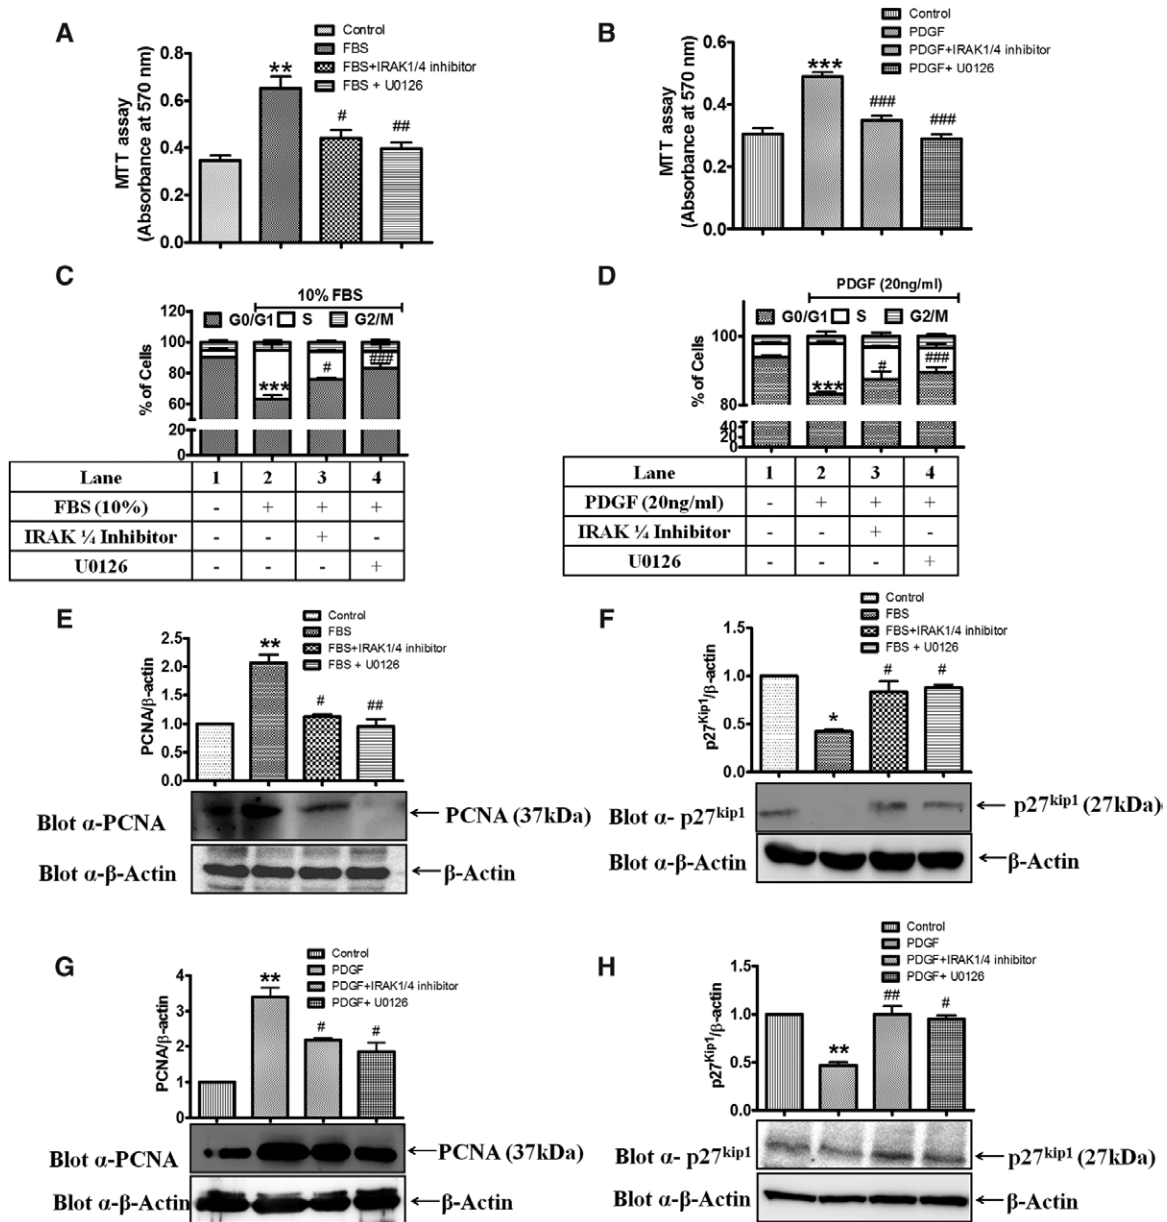 A
Control
FBS
FBS+IRAK1/4 inhibitor
FBS + U0126
MTT assay
(Absorbance at 570 nm)
0.8
0.6
0.4
0.2
0.0
**
#
##
B
Control
PDGF
PDGF+IRAK1/4 inhibitor
PDGF+ U0126
MTT assay
(Absorbance at 570 nm)
0.6
0.4
0.2
0.0
***
###
###
C
10% FBS
G0/G1 S G2/M
% of Cells
120
100
80
60
20
0
***
#
###
Lane 1 2 3 4
FBS (10%) - + + +
IRAK ¼ Inhibitor - - + -
U0126 - - - +
D
PDGF (20ng/ml)
G0/G1 S G2/M
% of Cells
100
80
40
20
0
***
#
###
Lane 1 2 3 4
PDGF (20ng/ml) - + + +
IRAK ¼ Inhibitor - - + -
U0126 - - - +
E
Control
FBS
FBS+IRAK1/4 inhibitor
FBS + U0126
PCNA/β-actin
2.5
2.0
1.5
1.0
0.5
0.0
**
#
##
Blot α-PCNA
PCNA (37kDa)
Blot α-β-Actin
β-Actin
F
Control
FBS
FBS+IRAK1/4 inhibitor
FBS + U0126
p27Kip1/β-actin
1.5
1.0
0.5
0.0
*
#
#
Blot α- p27kip1
p27kip1 (27kDa)
Blot α-β-Actin
β-Actin
G
Control
PDGF
PDGF+IRAK1/4 inhibitor
PDGF+ U0126
PCNA/β-actin
4
3
2
1
0
**
#
#
Blot α-PCNA
PCNA (37kDa)
Blot α-β-Actin
β-Actin
H
Control
PDGF
PDGF+IRAK1/4 inhibitor
PDGF+ U0126
p27Kip1/β-actin
1.5
1.0
0.5
0.0
**
##
#
Blot α- p27kip1
p27kip1 (27kDa)
Blot α-β-Actin
β-Actin